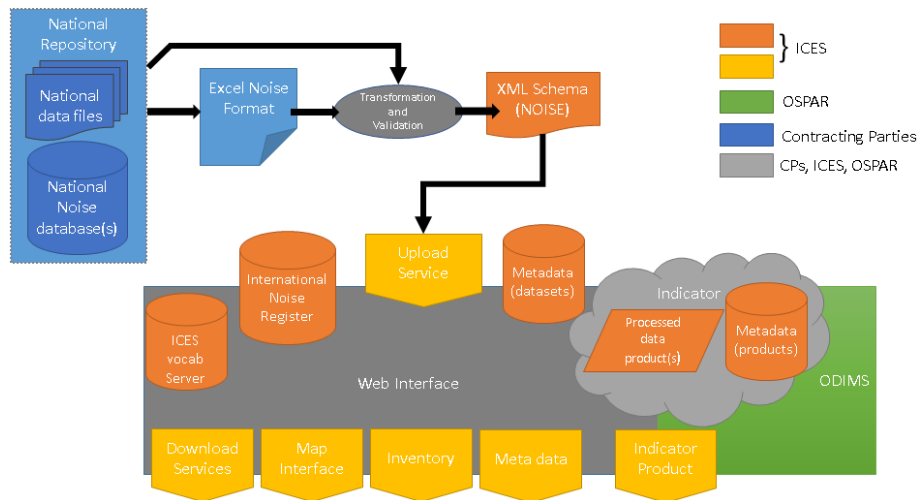 National
Repository
National
data files
National
Noise
database(s)
Excel Noise
Format
Transformation
and
Validation
XML Schema
(NOISE)
} ICES
OSPAR
Contracting Parties
CPs, ICES, OSPAR
Upload
Service
International
Noise
Register
Metadata
(datasets)
Indicator
Processed
data
product(s)
Metadata
(products)
ICES
vocab
Server
Web Interface
ODIMS
Download
Services
Map
Interface
Inventory
Meta data
Indicator
Product